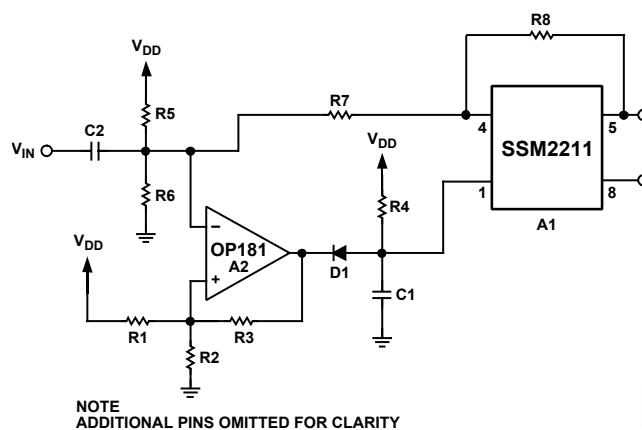 R8
VDD
R5
R7
C2
VIN
4
5
SSM2211
VDD
R6
R4
1
8
A1
OP181
A2
−
+
VDD
D1
C1
R1
R3
R2
NOTE
ADDITIONAL PINS OMITTED FOR CLARITY